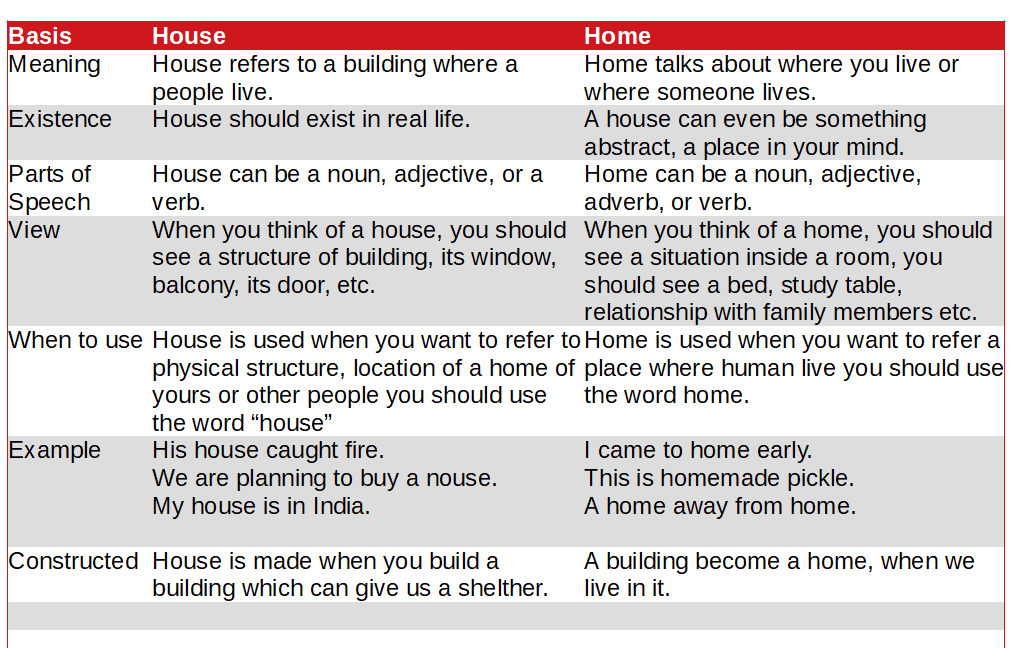 Basis House Home
Meaning House refers to a building where a Home talks about where you live or
people live. where someone lives.
Existence House should exist in real life. A house can even be something
abstract, a place in your mind.
Parts of House can be a noun, adjective, or a Home can be a noun, adjective,
Speech verb. adverb, or verb.
View When you think of a house, you should When you think of a home, you should
see a structure of building, its window, see a situation inside a room, you
balcony, its door, etc. should see a bed, study table,
relationship with family members etc.
When to use House is used when you want to refer to Home is used when you want to refer a
physical structure, location of a home of place where human live you should use
yours or other people you should use the word home.
the word “house”
Example His house caught fire. I came to home early.
We are planning to buy a nouse. This is homemade pickle.
My house is in India. A home away from home.
Constructed House is made when you build a A building become a home, when we
building which can give us a shelther. live in it.